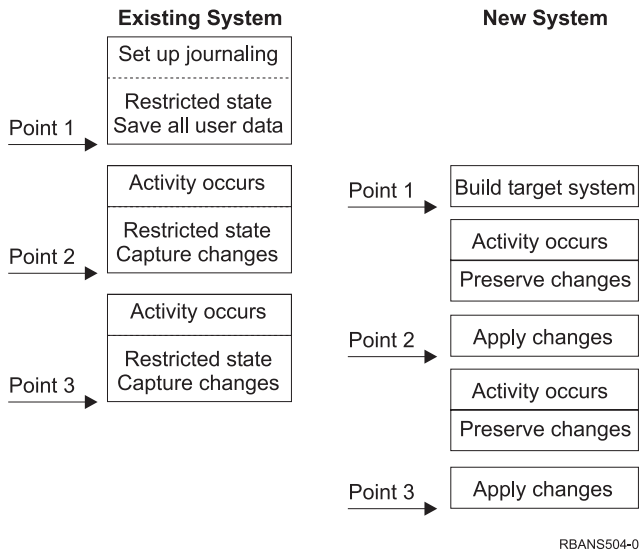 Existing System
Set up journaling
Restricted state
Save all user data
Point 1
Activity occurs
Restricted state
Capture changes
Point 2
Activity occurs
Restricted state
Capture changes
Point 3
New System
Point 1
Build target system
Activity occurs
Preserve changes
Point 2
Apply changes
Activity occurs
Preserve changes
Point 3
Apply changes
RBANS504-0